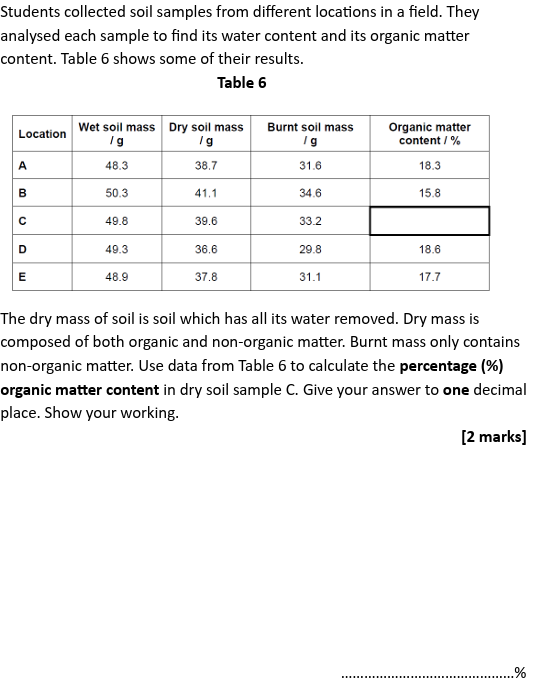 Students collected soil samples from different locations in a field. They
analysed each sample to find its water content and its organic matter
content. Table 6 shows some of their results.
Table 6
Location Wet soil mass / g Dry soil mass / g Burnt soil mass / g Organic matter content / %
A 48.3 38.7 31.6 18.3
B 50.3 41.1 34.6 15.8
C 49.8 39.6 33.2
D 49.3 36.6 29.8 18.6
E 48.9 37.8 31.1 17.7
The dry mass of soil is soil which has all its water removed. Dry mass is
composed of both organic and non-organic matter. Burnt mass only contains
non-organic matter. Use data from Table 6 to calculate the percentage (%)
organic matter content in dry soil sample C. Give your answer to one decimal
place. Show your working.
[2 marks]
............................................%